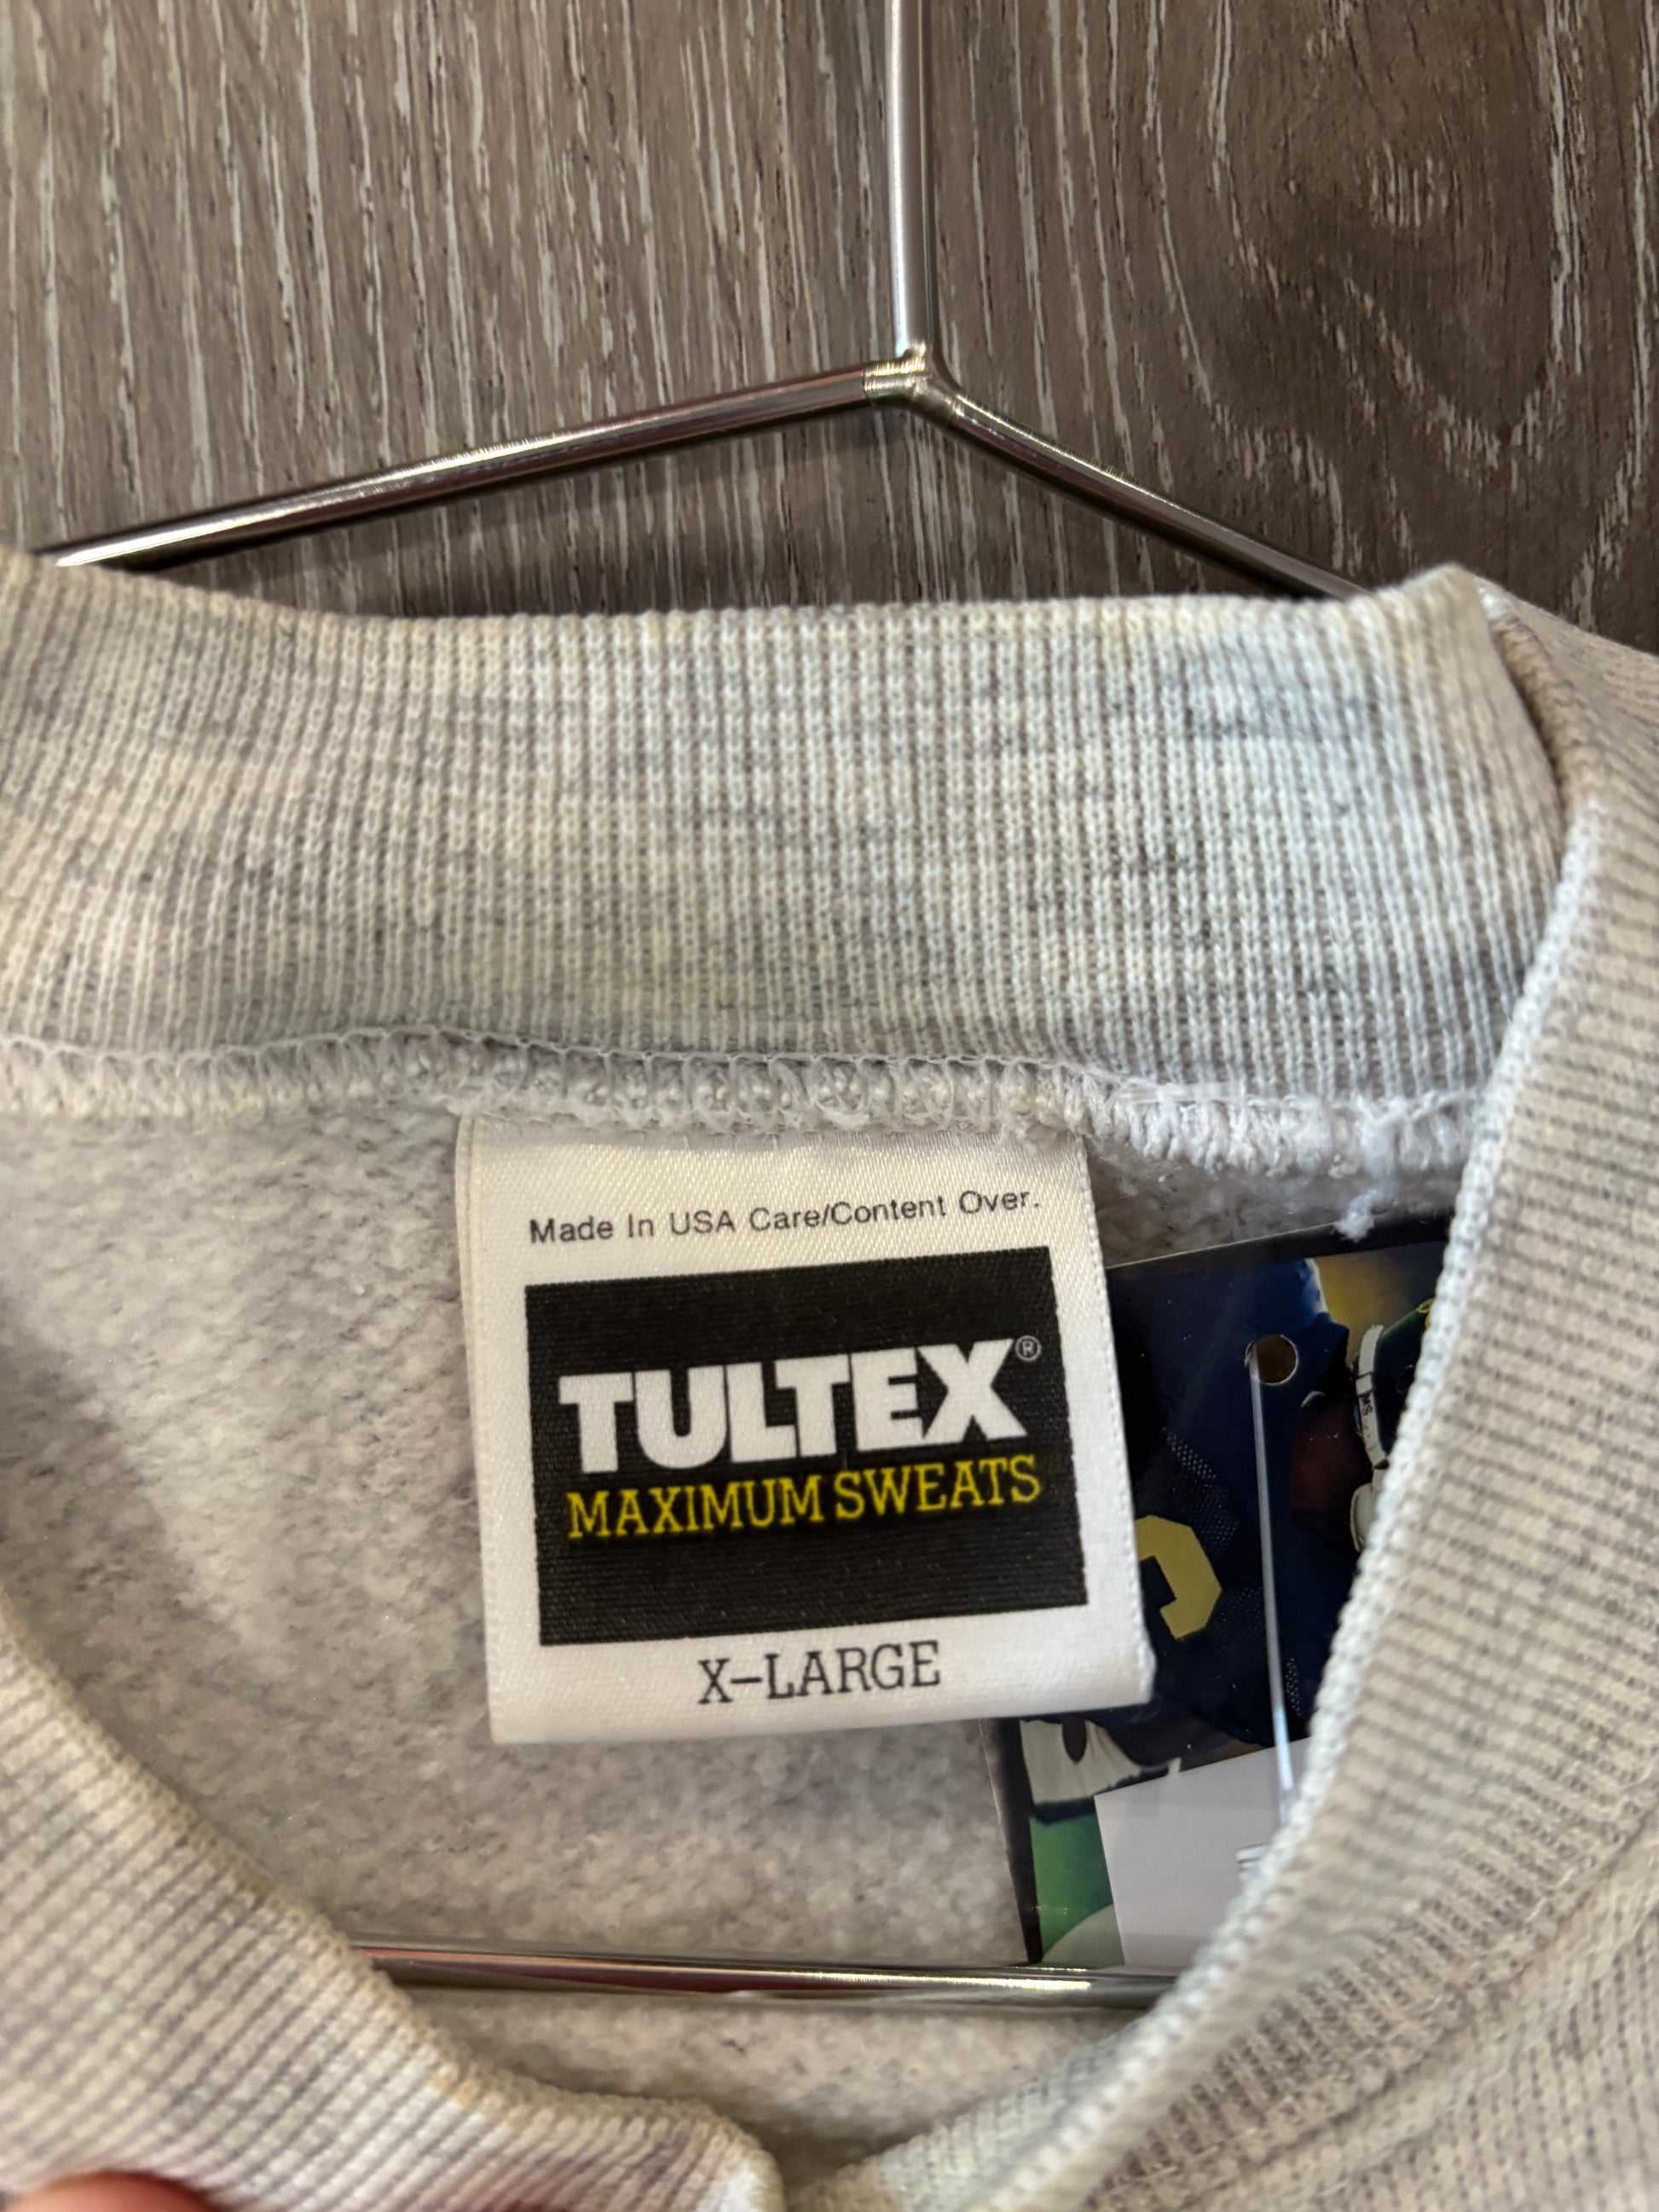 Made In USA Care/Content Over.
TULTEX®
MAXIMUM SWEATS
X-LARGE